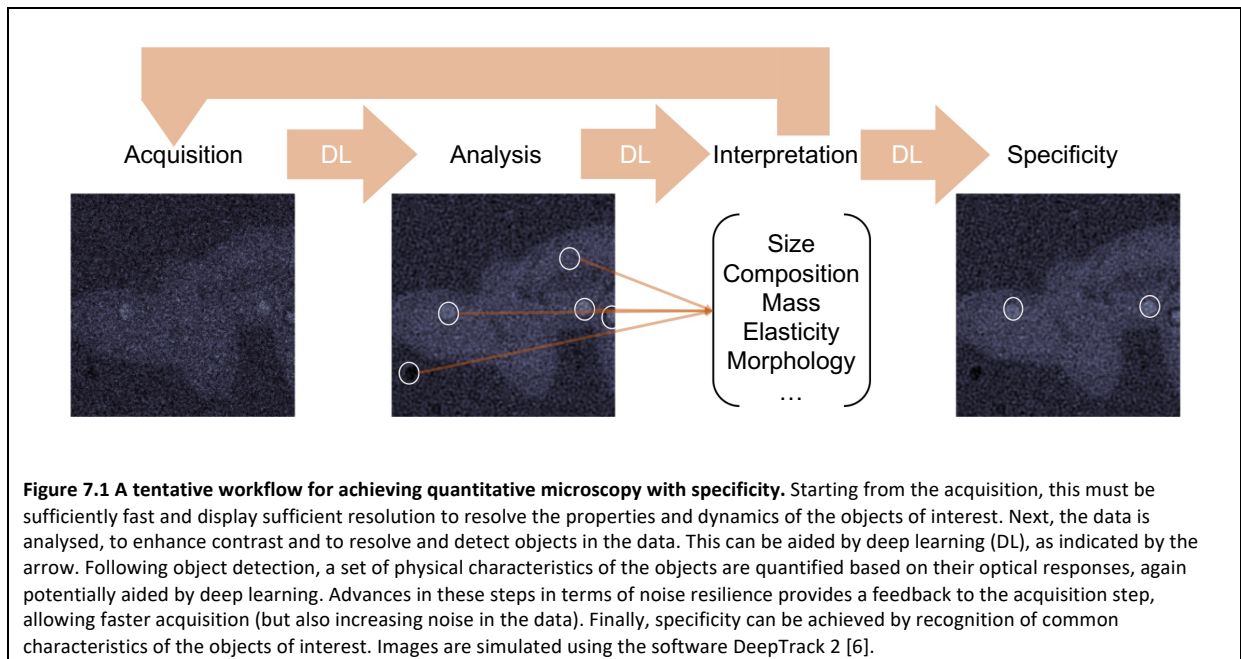 Acquisition DL Analysis DL Interpretation DL Specificity
Size
Composition
Mass
Elasticity
Morphology
...
Figure 7.1 A tentative workflow for achieving quantitative microscopy with specificity. Starting from the acquisition, this must be
sufficiently fast and display sufficient resolution to resolve the properties and dynamics of the objects of interest. Next, the data is
analysed, to enhance contrast and to resolve and detect objects in the data. This can be aided by deep learning (DL), as indicated by the
arrow. Following object detection, a set of physical characteristics of the objects are quantified based on their optical responses, again
potentially aided by deep learning. Advances in these steps in terms of noise resilience provides a feedback to the acquisition step,
allowing faster acquisition (but also increasing noise in the data). Finally, specificity can be achieved by recognition of common
characteristics of the objects of interest. Images are simulated using the software DeepTrack 2 [6].